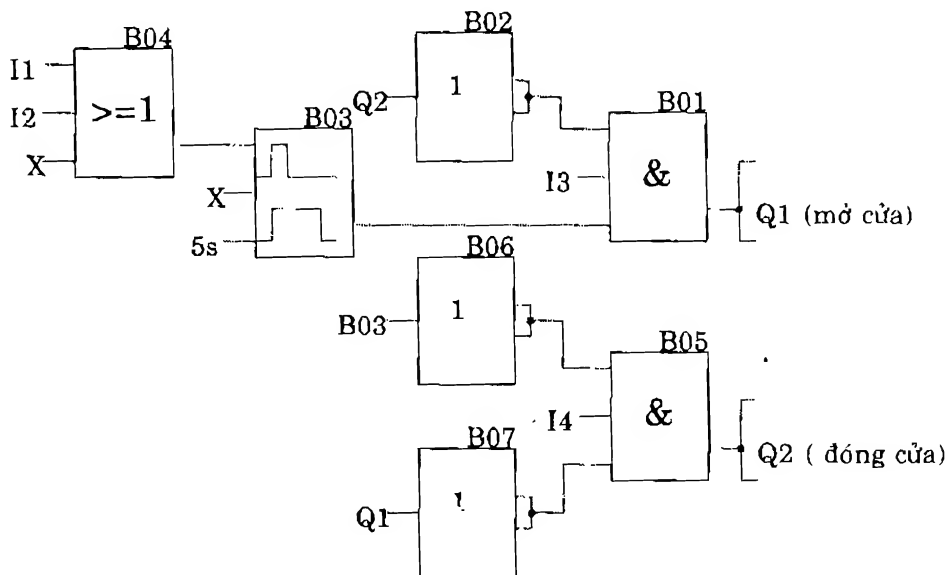 B04
I1
I2
X
>=1
B03
X
5s
B02
Q2
1
B01
I3
&
Q1 (mở cửa)
B06
B03
1
B05
I4
&
Q2 ( đóng cửa)
B07
Q1
1